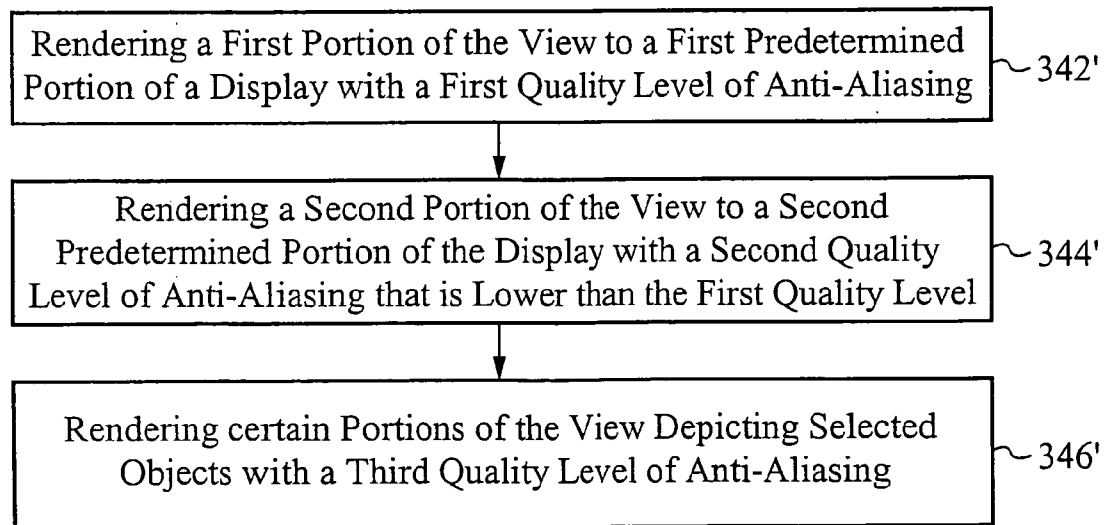 Rendering a First Portion of the View to a First Predetermined
Portion of a Display with a First Quality Level of Anti-Aliasing
342'
Rendering a Second Portion of the View to a Second
Predetermined Portion of the Display with a Second Quality
Level of Anti-Aliasing that is Lower than the First Quality Level
344'
Rendering certain Portions of the View Depicting Selected
Objects with a Third Quality Level of Anti-Aliasing
346'